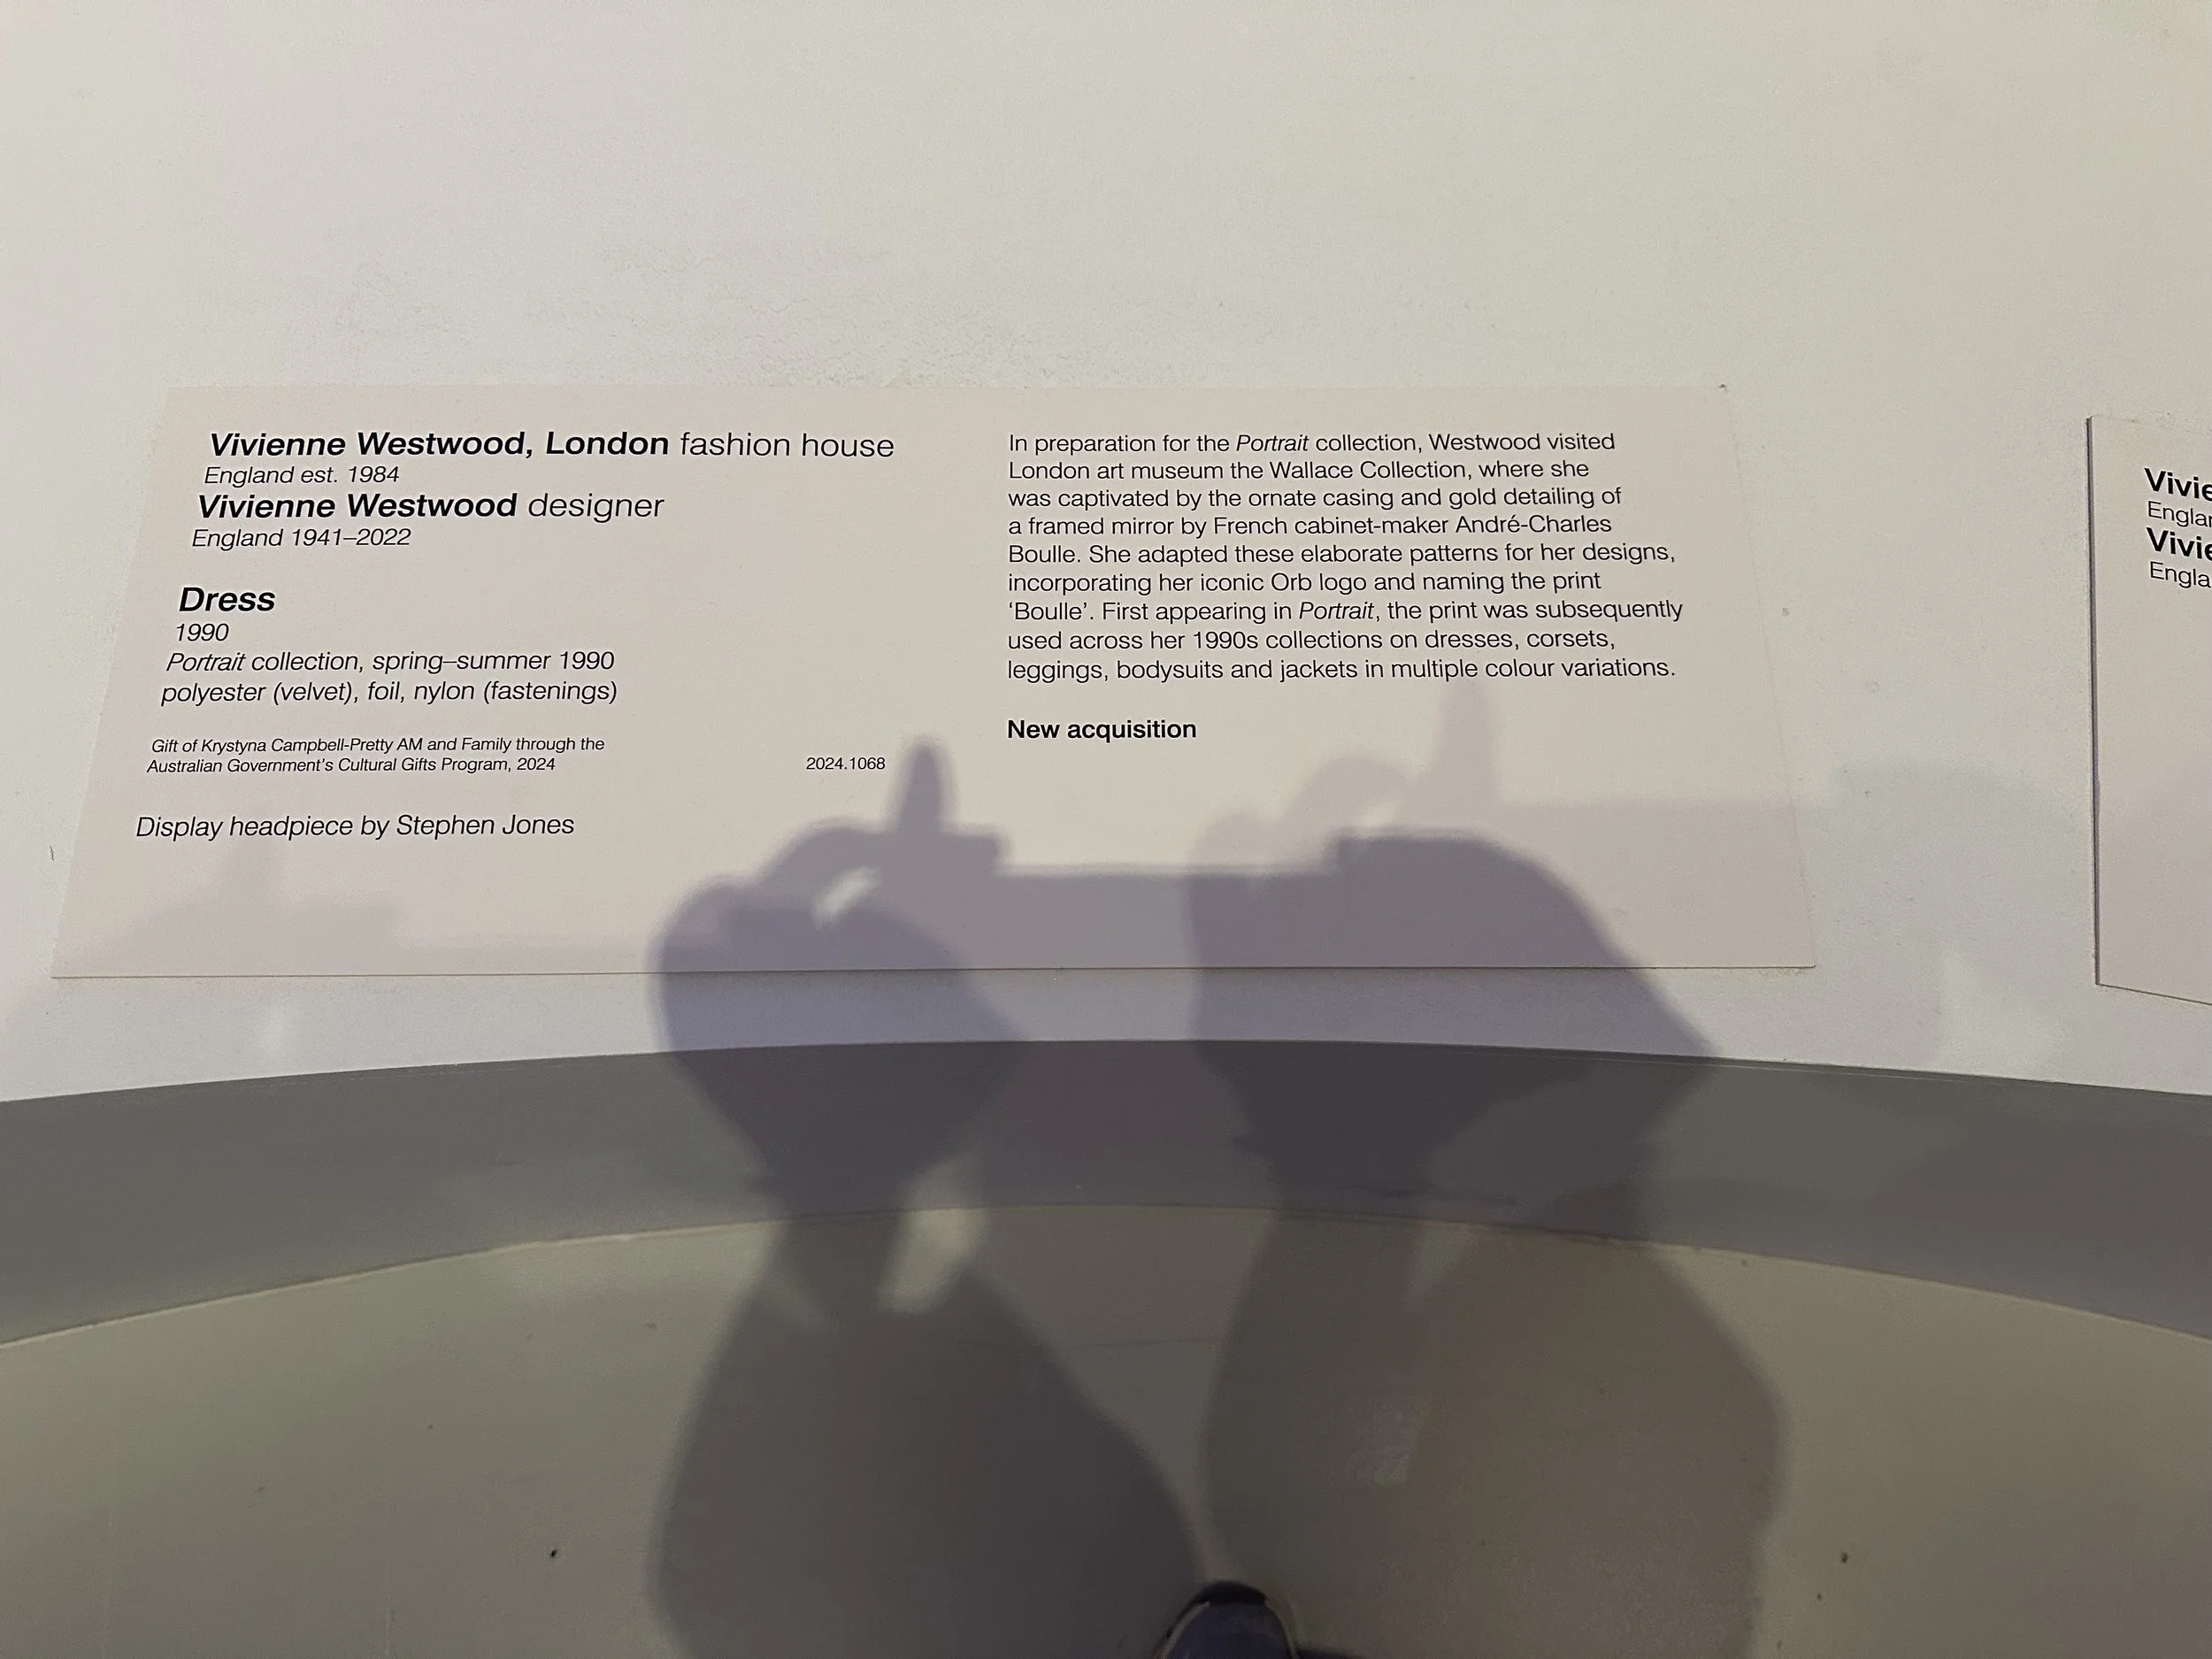 Vivienne Westwood, London fashion house
England est. 1984
Vivienne Westwood designer
England 1941–2022
Dress
1990
Portrait collection, spring–summer 1990
polyester (velvet), foil, nylon (fastenings)
Gift of Krystyna Campbell-Pretty AM and Family through the
Australian Government's Cultural Gifts Program, 2024
2024.1068
Display headpiece by Stephen Jones
In preparation for the Portrait collection, Westwood visited
London art museum the Wallace Collection, where she
was captivated by the ornate casing and gold detailing of
a framed mirror by French cabinet-maker André-Charles
Boulle. She adapted these elaborate patterns for her designs,
incorporating her iconic Orb logo and naming the print
‘Boulle’. First appearing in Portrait, the print was subsequently
used across her 1990s collections on dresses, corsets,
leggings, bodysuits and jackets in multiple colour variations.
New acquisition